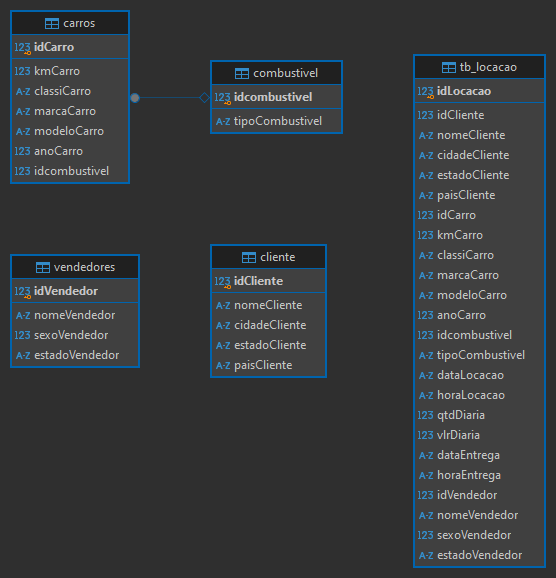 carros
123 idCarro
123 kmCarro
A-Z classiCarro
A-Z marcaCarro
A-Z modeloCarro
123 anoCarro
123 idcombustivel
combustivel
123 idcombustivel
A-Z tipoCombustivel
vendedores
123 idVendedor
A-Z nomeVendedor
123 sexoVendedor
A-Z estadoVendedor
cliente
123 idCliente
A-Z nomeCliente
A-Z cidadeCliente
A-Z estadoCliente
A-Z paisCliente
tb_locacao
123 idLocacao
123 idCliente
A-Z nomeCliente
A-Z cidadeCliente
A-Z estadoCliente
A-Z paisCliente
123 idCarro
123 kmCarro
A-Z classiCarro
A-Z marcaCarro
A-Z modeloCarro
123 anoCarro
123 idcombustivel
A-Z tipoCombustivel
A-Z dataLocacao
A-Z horaLocacao
123 qtdDiaria
123 vlrDiaria
A-Z dataEntrega
A-Z horaEntrega
123 idVendedor
A-Z nomeVendedor
123 sexoVendedor
A-Z estadoVendedor